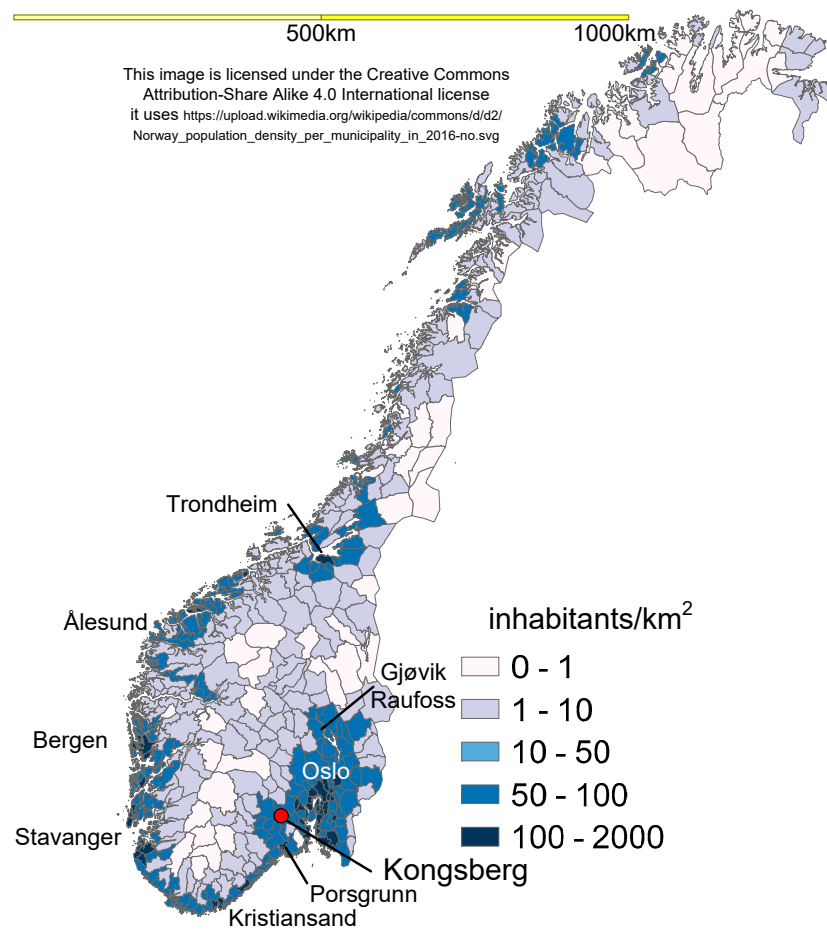 500km
1000km
This image is licensed under the Creative Commons
Attribution-Share Alike 4.0 International license
it uses https://upload.wikimedia.org/wikipedia/commons/d/d2/
Norway_population_density_per_municipality_in_2016-no.svg
Trondheim
Ålesund
inhabitants/km²
0 - 1
Gjøvik
Raufoss
1 - 10
Bergen
10 - 50
Oslo
50 - 100
Stavanger
100 - 2000
Kongsberg
Porsgrunn
Kristiansand